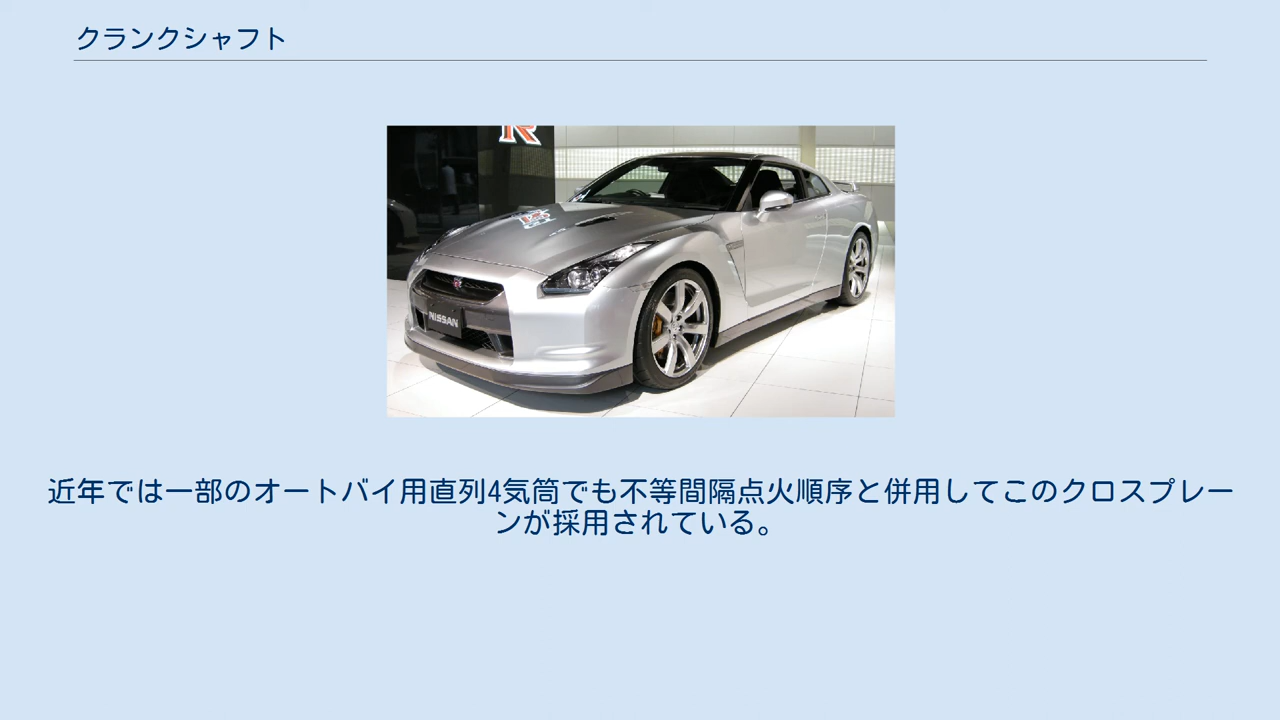 クランクシャフト
R
NISSAN
近年では一部のオートバイ用直列4気筒でも不等間隔点火順序と併用してこのクロスプレー
ンが採用されている。